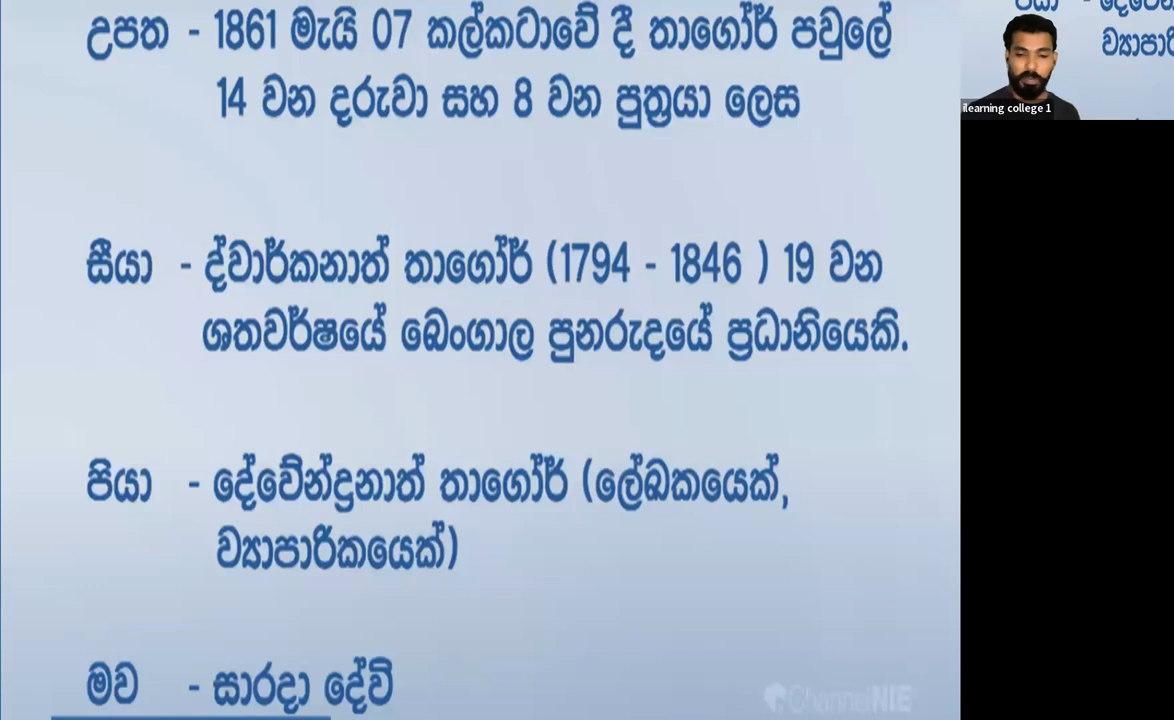 උපත - 1861 මැයි 07 කල්කටාවේ දී තාගෝර් පවුලේ
14 වන දරුවා සහ 8 වන පුත්‍රයා ලෙස
සීයා - ද්වාර්කනාත් තාගෝර් (1794 - 1846 ) 19 වන
ශතවර්ෂයේ බෙංගාල පුනරුදයේ ප්‍රධානියෙකි.
පියා - දේවේන්ද්‍රනාත් තාගෝර් (ලේඛකයෙක්,
ව්‍යාපාරිකයෙක්)
මව - සාරදා දේවි
ChannelNIE
ilearning college 1